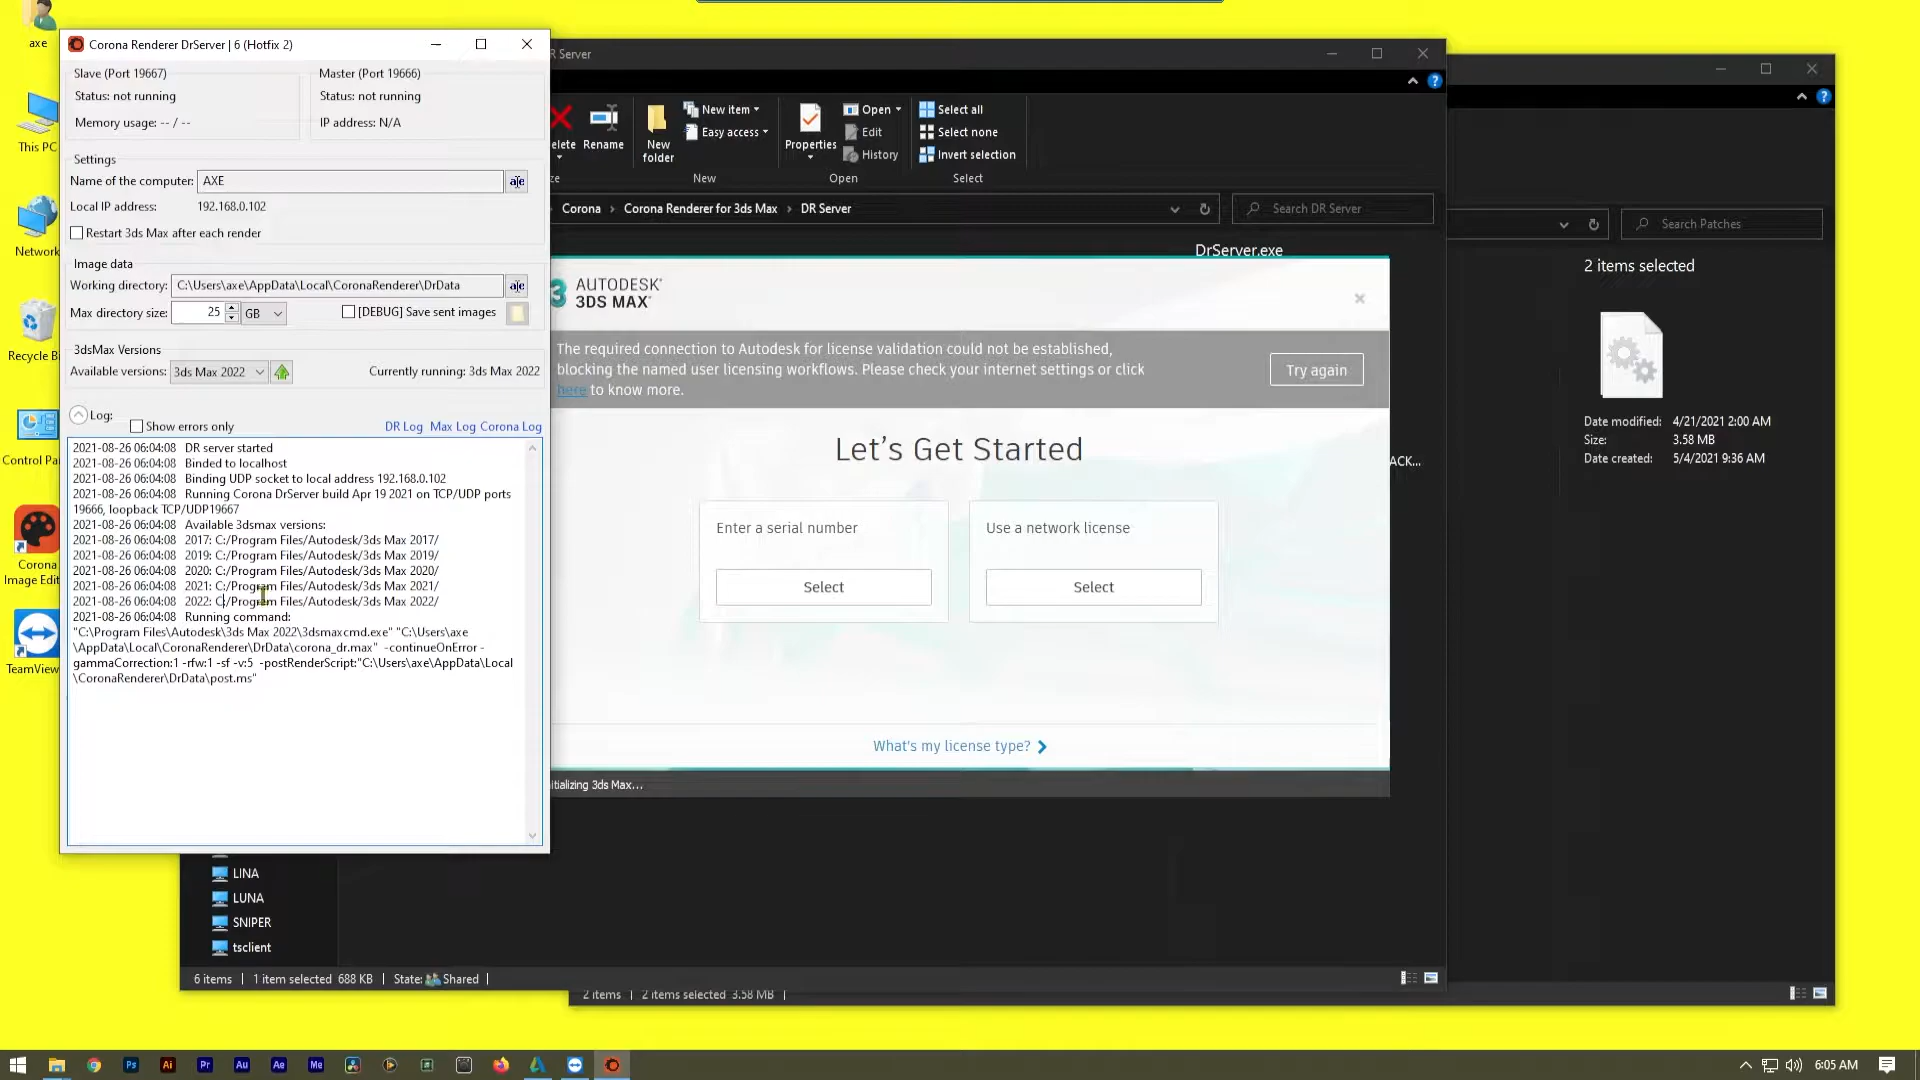 axe
This PC
Network
Recycle B
Control Pa
Corona
Image Edit
TeamView
Corona Renderer DrServer | 6 (Hotfix 2)
Slave (Port 19667)
Status: not running
Memory usage: -- / --
Master (Port 19666)
Status: not running
IP address: N/A
Settings
Name of the computer: AXE
Local IP address: 192.168.0.102
Restart 3ds Max after each render
Image data
Working directory: C:\Users\axe\AppData\Local\CoronaRenderer\DrData
Max directory size: 25 GB [DEBUG] Save sent images
3dsMax Versions
Available versions: 3ds Max 2022 Currently running: 3ds Max 2022
Log:
Show errors only DR Log Max Log Corona Log
2021-08-26 06:04:08 DR server started
2021-08-26 06:04:08 Binded to localhost
2021-08-26 06:04:08 Binding UDP socket to local address 192.168.0.102
2021-08-26 06:04:08 Running Corona DrServer build Apr 19 2021 on TCP/UDP ports
19666, loopback TCP/UDP19667
2021-08-26 06:04:08 Available 3dsmax versions:
2021-08-26 06:04:08 2017: C:/Program Files/Autodesk/3ds Max 2017/
2021-08-26 06:04:08 2019: C:/Program Files/Autodesk/3ds Max 2019/
2021-08-26 06:04:08 2020: C:/Program Files/Autodesk/3ds Max 2020/
2021-08-26 06:04:08 2021: C:/Program Files/Autodesk/3ds Max 2021/
2021-08-26 06:04:08 2022: C:/Program Files/Autodesk/3ds Max 2022/
2021-08-26 06:04:08 Running command:
"C:\Program Files\Autodesk\3ds Max 2022\3dsmaxcmd.exe" "C:\Users\axe
\AppData\Local\CoronaRenderer\DrData\corona_dr.max" -continueOnError -
gammaCorrection:1 -rfw:1 -sf -v:5 -postRenderScript:"C:\Users\axe\AppData\Local
\CoronaRenderer\DrData\post.ms"
R Server
elete
Rename
New
folder
New item
Easy access
Properties
Open
Edit
History
Select all
Select none
Invert selection
ze
New
Open
Select
Corona > Corona Renderer for 3ds Max > DR Server
Search DR Server
DrServer.exe
AUTODESK®
3DS MAX®
The required connection to Autodesk for license validation could not be established,
blocking the named user licensing workflows. Please check your internet settings or click
here to know more.
Try again
Let's Get Started
Enter a serial number
Select
Use a network license
Select
What's my license type?
itializing 3ds Max...
LINA
LUNA
SNIPER
tsclient
6 items 1 item selected 688 KB State: Shared
Search Patches
2 items selected
ACK...
Date modified: 4/21/2021 2:00 AM
Size: 3.58 MB
Date created: 5/4/2021 9:36 AM
2 items 2 items selected 3.58 MB
Ps
Ai
Pr
Au
Ae
Me
6:05 AM